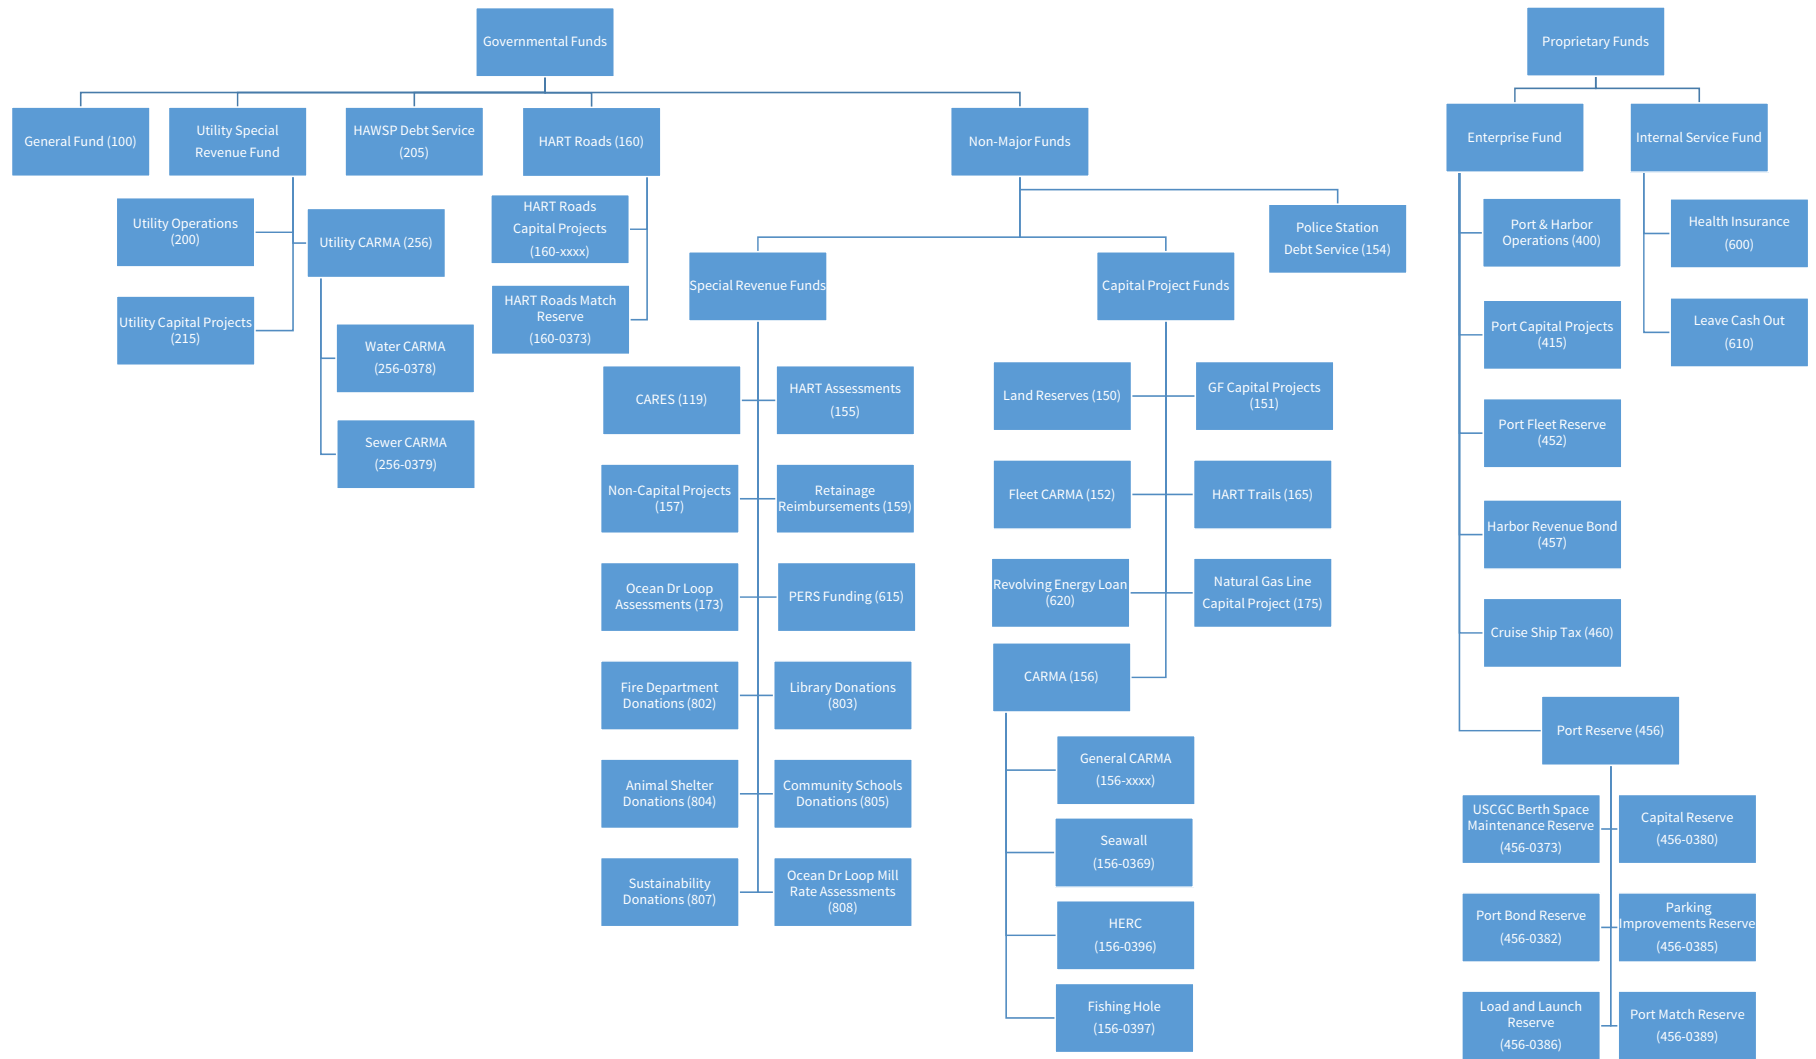 Governmental Funds
General Fund (100)
Utility Special
Revenue Fund
HAWSP Debt Service
(205)
HART Roads (160)
Non-Major Funds
Utility Operations
(200)
Utility CARMA (256)
Utility Capital Projects
(215)
Water CARMA
(256-0378)
Sewer CARMA
(256-0379)
HART Roads
Capital Projects
(160-xxxx)
HART Roads Match
Reserve
(160-0373)
Police Station
Debt Service (154)
Special Revenue Funds
CARES (119)
HART Assessments
(155)
Non-Capital Projects
(157)
Retainage
Reimbursements (159)
Ocean Dr Loop
Assessments (173)
PERS Funding (615)
Fire Department
Donations (802)
Library Donations
(803)
Animal Shelter
Donations (804)
Community Schools
Donations (805)
Sustainability
Donations (807)
Ocean Dr Loop Mill
Rate Assessments
(808)
Capital Project Funds
Land Reserves (150)
GF Capital Projects
(151)
Fleet CARMA (152)
HART Trails (165)
Revolving Energy Loan
(620)
Natural Gas Line
Capital Project (175)
CARMA (156)
General CARMA
(156-xxxx)
Seawall
(156-0369)
HERC
(156-0396)
Fishing Hole
(156-0397)
Proprietary Funds
Enterprise Fund
Internal Service Fund
Port & Harbor
Operations (400)
Port Capital Projects
(415)
Port Fleet Reserve
(452)
Harbor Revenue Bond
(457)
Cruise Ship Tax (460)
Port Reserve (456)
USCGC Berth Space
Maintenance Reserve
(456-0373)
Capital Reserve
(456-0380)
Port Bond Reserve
(456-0382)
Parking
Improvements Reserve
(456-0385)
Load and Launch
Reserve
(456-0386)
Port Match Reserve
(456-0389)
Health Insurance
(600)
Leave Cash Out
(610)